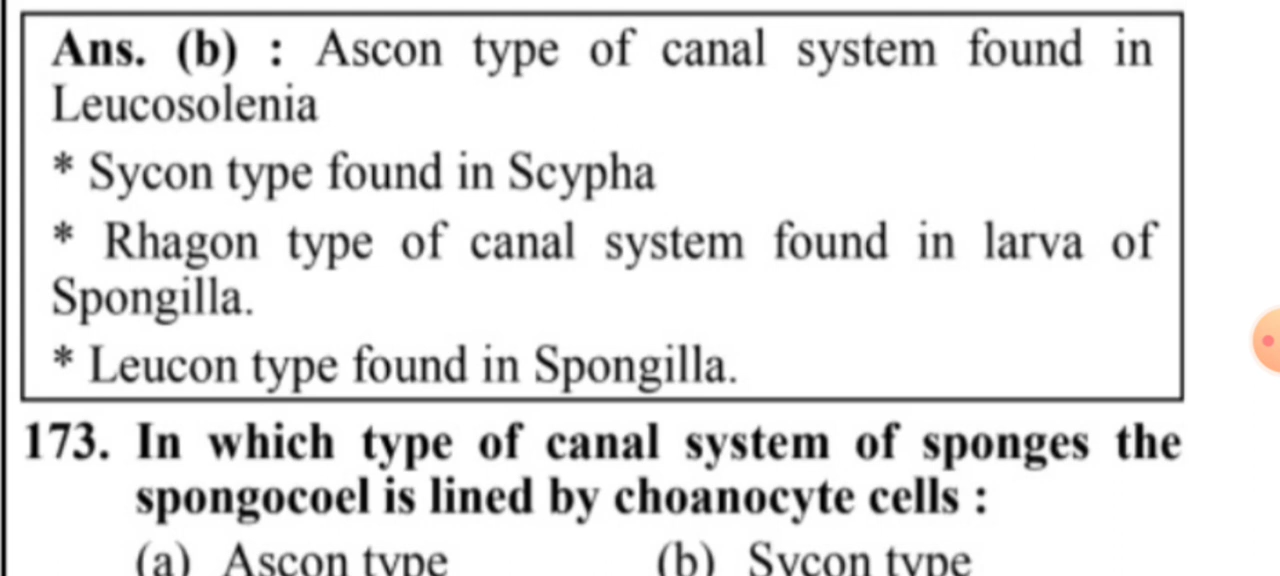 Ans. (b) : Ascon type of canal system found in
Leucosolenia
* Sycon type found in Scypha
* Rhagon type of canal system found in larva of
Spongilla.
* Leucon type found in Spongilla.
173. In which type of canal system of sponges the
spongocoel is lined by choanocyte cells :
(a) Ascon type (b) Sycon type